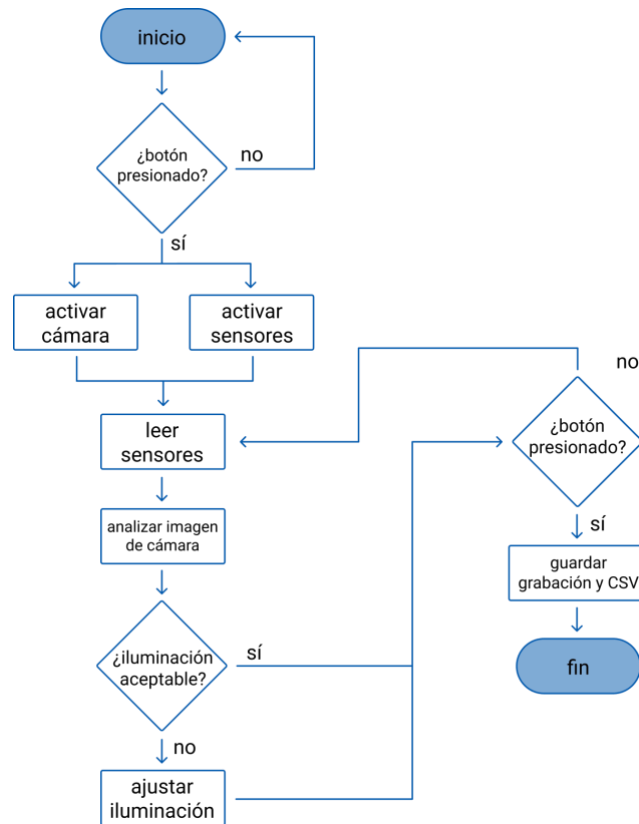 inicio
¿botón
presionado?
no
sí
activar
cámara
activar
sensores
leer
sensores
analizar imagen
de cámara
¿iluminación
aceptable?
sí
no
ajustar
iluminación
no
¿botón
presionado?
sí
guardar
grabación y CSV
fin